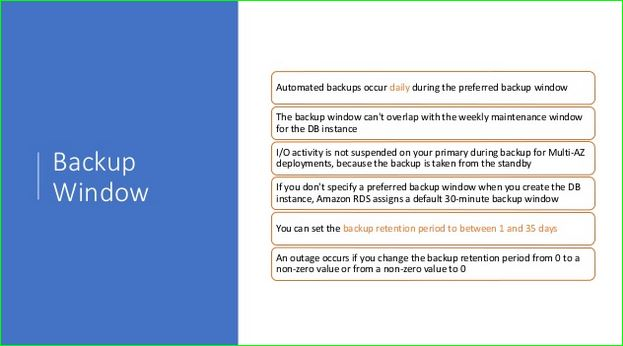 Backup
Window
Automated backups occur daily during the preferred backup window
The backup window can't overlap with the weekly maintenance window
for the DB instance
I/O activity is not suspended on your primary during backup for Multi-AZ
deployments, because the backup is taken from the standby
If you don't specify a preferred backup window when you create the DB
instance, Amazon RDS assigns a default 30-minute backup window
You can set the backup retention period to between 1 and 35 days
An outage occurs if you change the backup retention period from 0 to a
non-zero value or from a non-zero value to 0